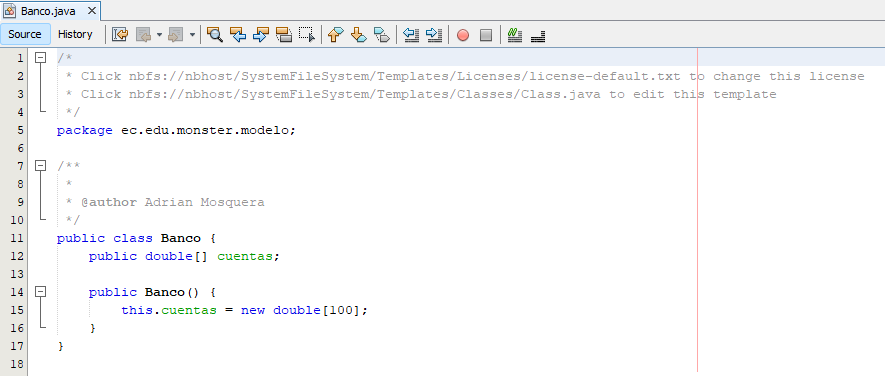 Banco.java
Source History
1 /*
2 * Click nbfs://nbhost/SystemFileSystem/Templates/Licenses/license-default.txt to change this license
3 * Click nbfs://nbhost/SystemFileSystem/Templates/Classes/Class.java to edit this template
4 */
5 package ec.edu.monster.modelo;
6
7 /**
8 *
9 * @author Adrian Mosquera
10 */
11 public class Banco {
12 public double[] cuentas;
13
14 public Banco() {
15 this.cuentas = new double[100];
16 }
17 }
18